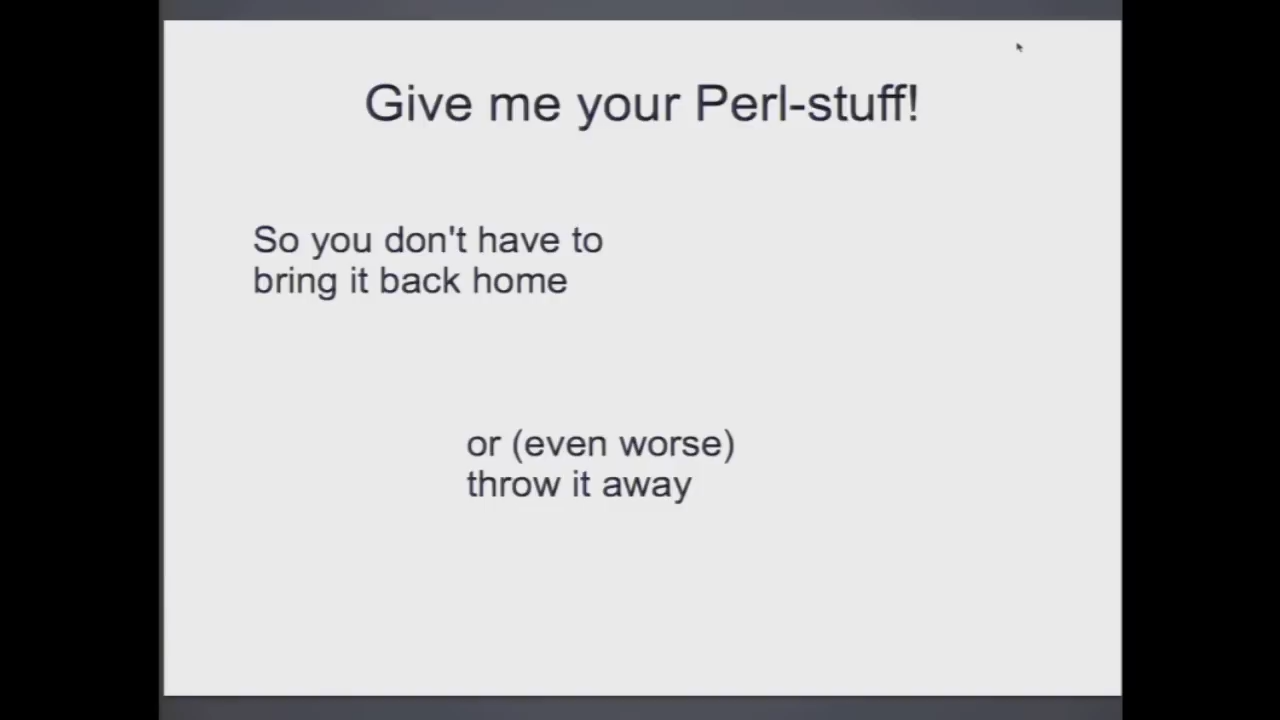 Give me your Perl-stuff!
So you don't have to
bring it back home
or (even worse)
throw it away